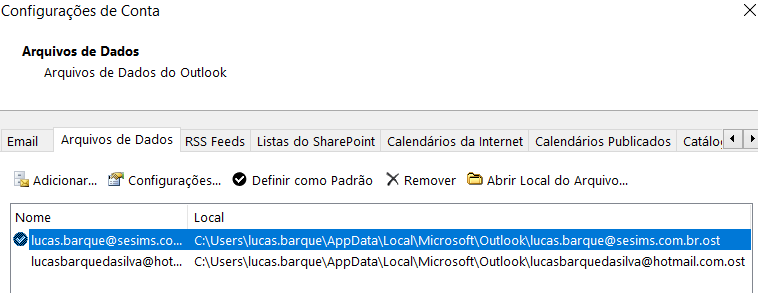 Configurações de Conta
Arquivos de Dados
Arquivos de Dados do Outlook
Email Arquivos de Dados RSS Feeds Listas do SharePoint Calendários da Internet Calendários Publicados Catálo
Adicionar... Configurações... Definir como Padrão Remover Abrir Local do Arquivo...
Nome Local
lucas.barque@sesims.co... C:\Users\lucas.barque\AppData\Local\Microsoft\Outlook\lucas.barque@sesims.com.br.ost
lucasbarquedasilva@hot... C:\Users\lucas.barque\AppData\Local\Microsoft\Outlook\lucasbarquedasilva@hotmail.com.ost